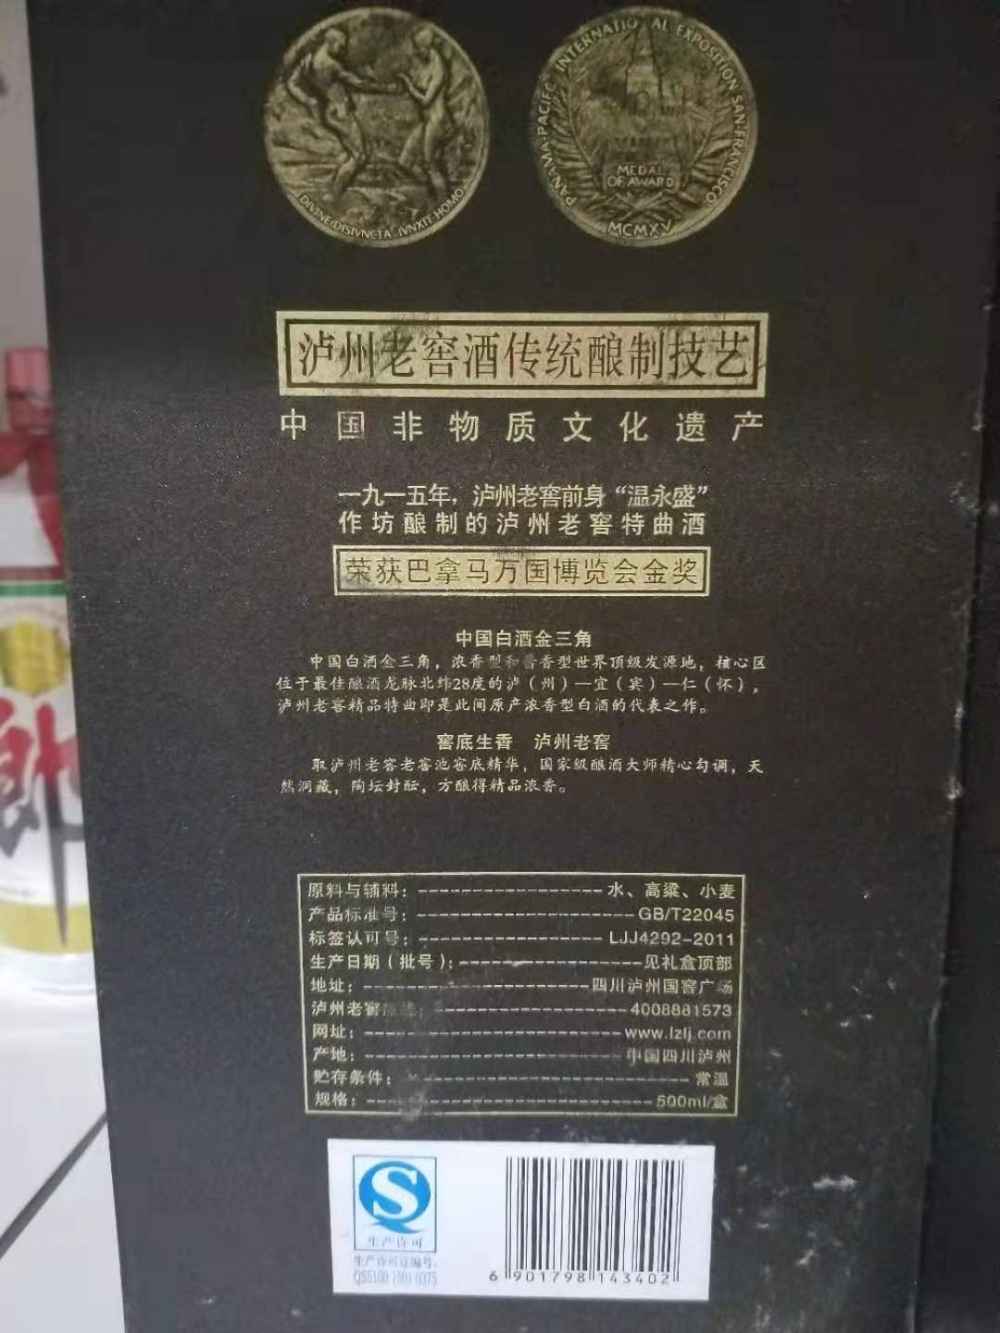 DIVINE DISIVNCTA IVNXIT HOMO
PANAMA-PACIFIC INTERNATIO AL EXPOSITION SAN FRANCISCO
MEDAL
OF AWARD
MCMXV
泸州老窖酒传统酿制技艺
中国非物质文化遗产
一九一五年，泸州老窖前身“温永盛”
作坊酿制的泸州老窖特曲酒
荣获巴拿马万国博览会金奖
中国白酒金三角
中国白酒金三角，浓香型和酱香型世界顶级发源地，核心区
位于最佳酿酒龙脉北纬28度的泸（州）—宜（宾）—仁（怀），
泸州老窖精品特曲即是此间原产浓香型白酒的代表之作。
窖底生香 泸州老窖
取泸州老窖老窖池窖底精华，国家级酿酒大师精心勾调，天
然洞藏，陶坛封酝，方酿得精品浓香。
原料与辅料：------------------水、高粱、小麦
产品标准号：----------------------GB/T22045
标签认可号：-------------------LJJ4292-2011
生产日期（批号）：------------------见礼盒顶部
地址：-----------------------四川泸州国窖广场
泸州老窖 ：--------------------4008881573
网址：--------------------------www.lzlj.com
产地：--------------------------中国四川泸州
贮存条件：----------------------------常温
规格：-----------------------------500ml/盒
生产许可
生产许可证编号:
QS5100 1501 0375
6 901798 143402